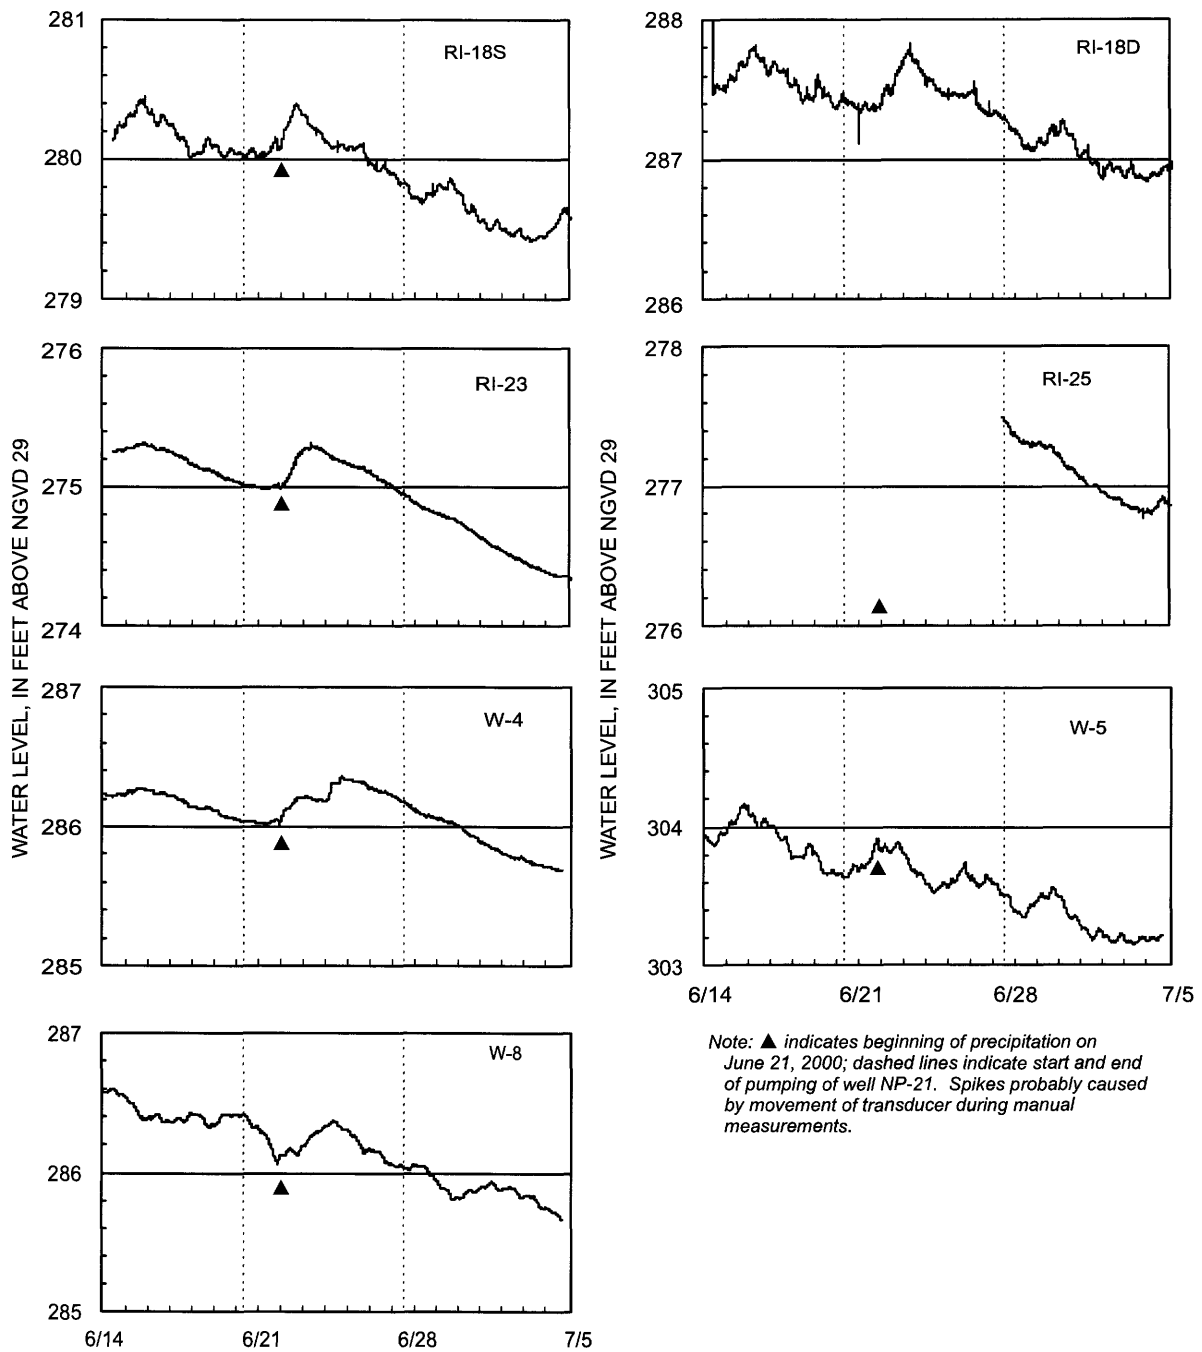 281
RI-18S
280
279
288
RI-18D
287
286
276
RI-23
275
274
278
RI-25
277
276
287
W-4
286
285
305
W-5
304
303
6/14 6/21 6/28 7/5
287
W-8
286
285
6/14 6/21 6/28 7/5
WATER LEVEL, IN FEET ABOVE NGVD 29
WATER LEVEL, IN FEET ABOVE NGVD 29
Note: ▲ indicates beginning of precipitation on
June 21, 2000; dashed lines indicate start and end
of pumping of well NP-21. Spikes probably caused
by movement of transducer during manual
measurements.